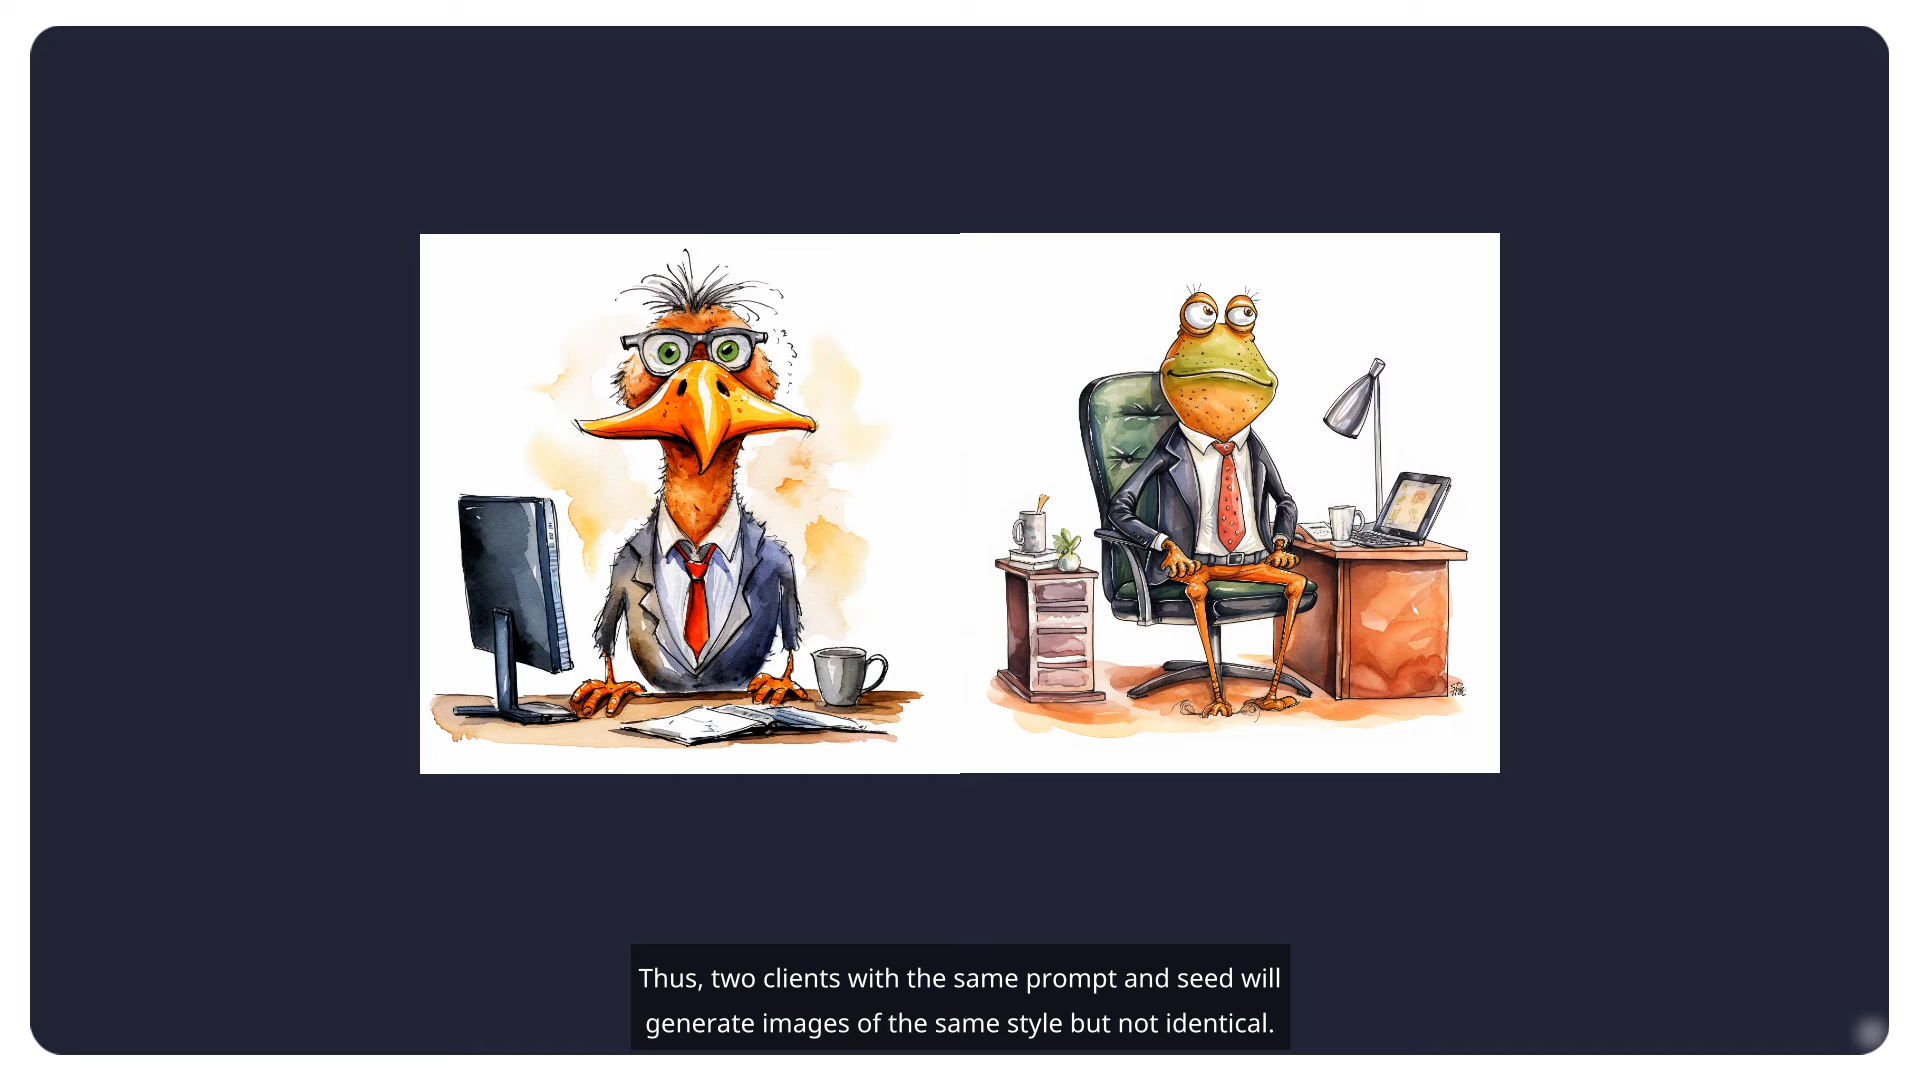 Thus, two clients with the same prompt and seed will
generate images of the same style but not identical.